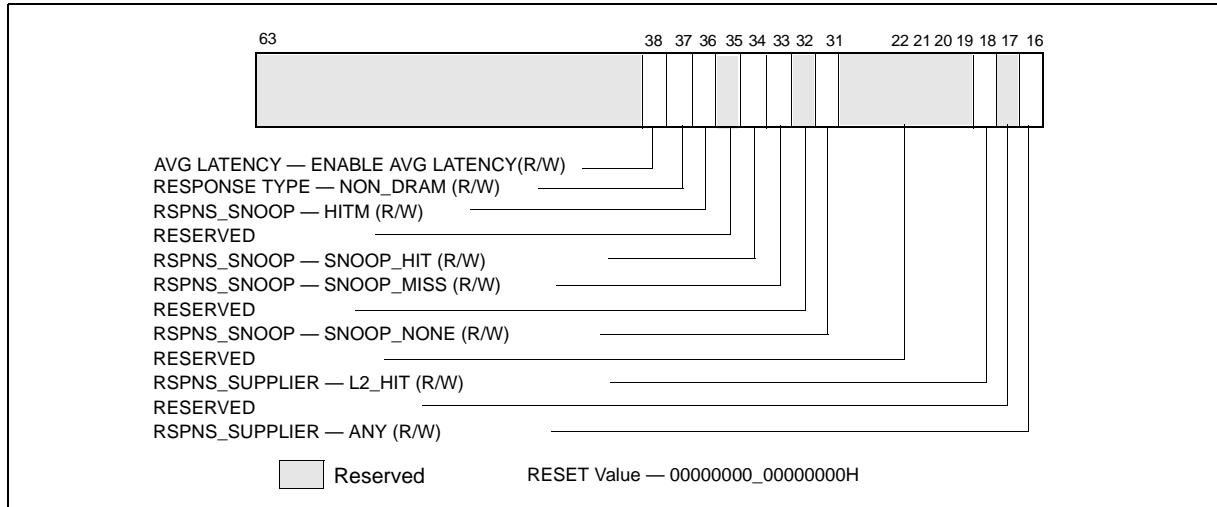 63 38 37 36 35 34 33 32 31 22 21 20 19 18 17 16
AVG LATENCY — ENABLE AVG LATENCY(R/W)
RESPONSE TYPE — NON_DRAM (R/W)
RSPNS_SNOOP — HITM (R/W)
RESERVED
RSPNS_SNOOP — SNOOP_HIT (R/W)
RSPNS_SNOOP — SNOOP_MISS (R/W)
RESERVED
RSPNS_SNOOP — SNOOP_NONE (R/W)
RESERVED
RSPNS_SUPPLIER — L2_HIT (R/W)
RESERVED
RSPNS_SUPPLIER — ANY (R/W)
Reserved RESET Value — 00000000_00000000H